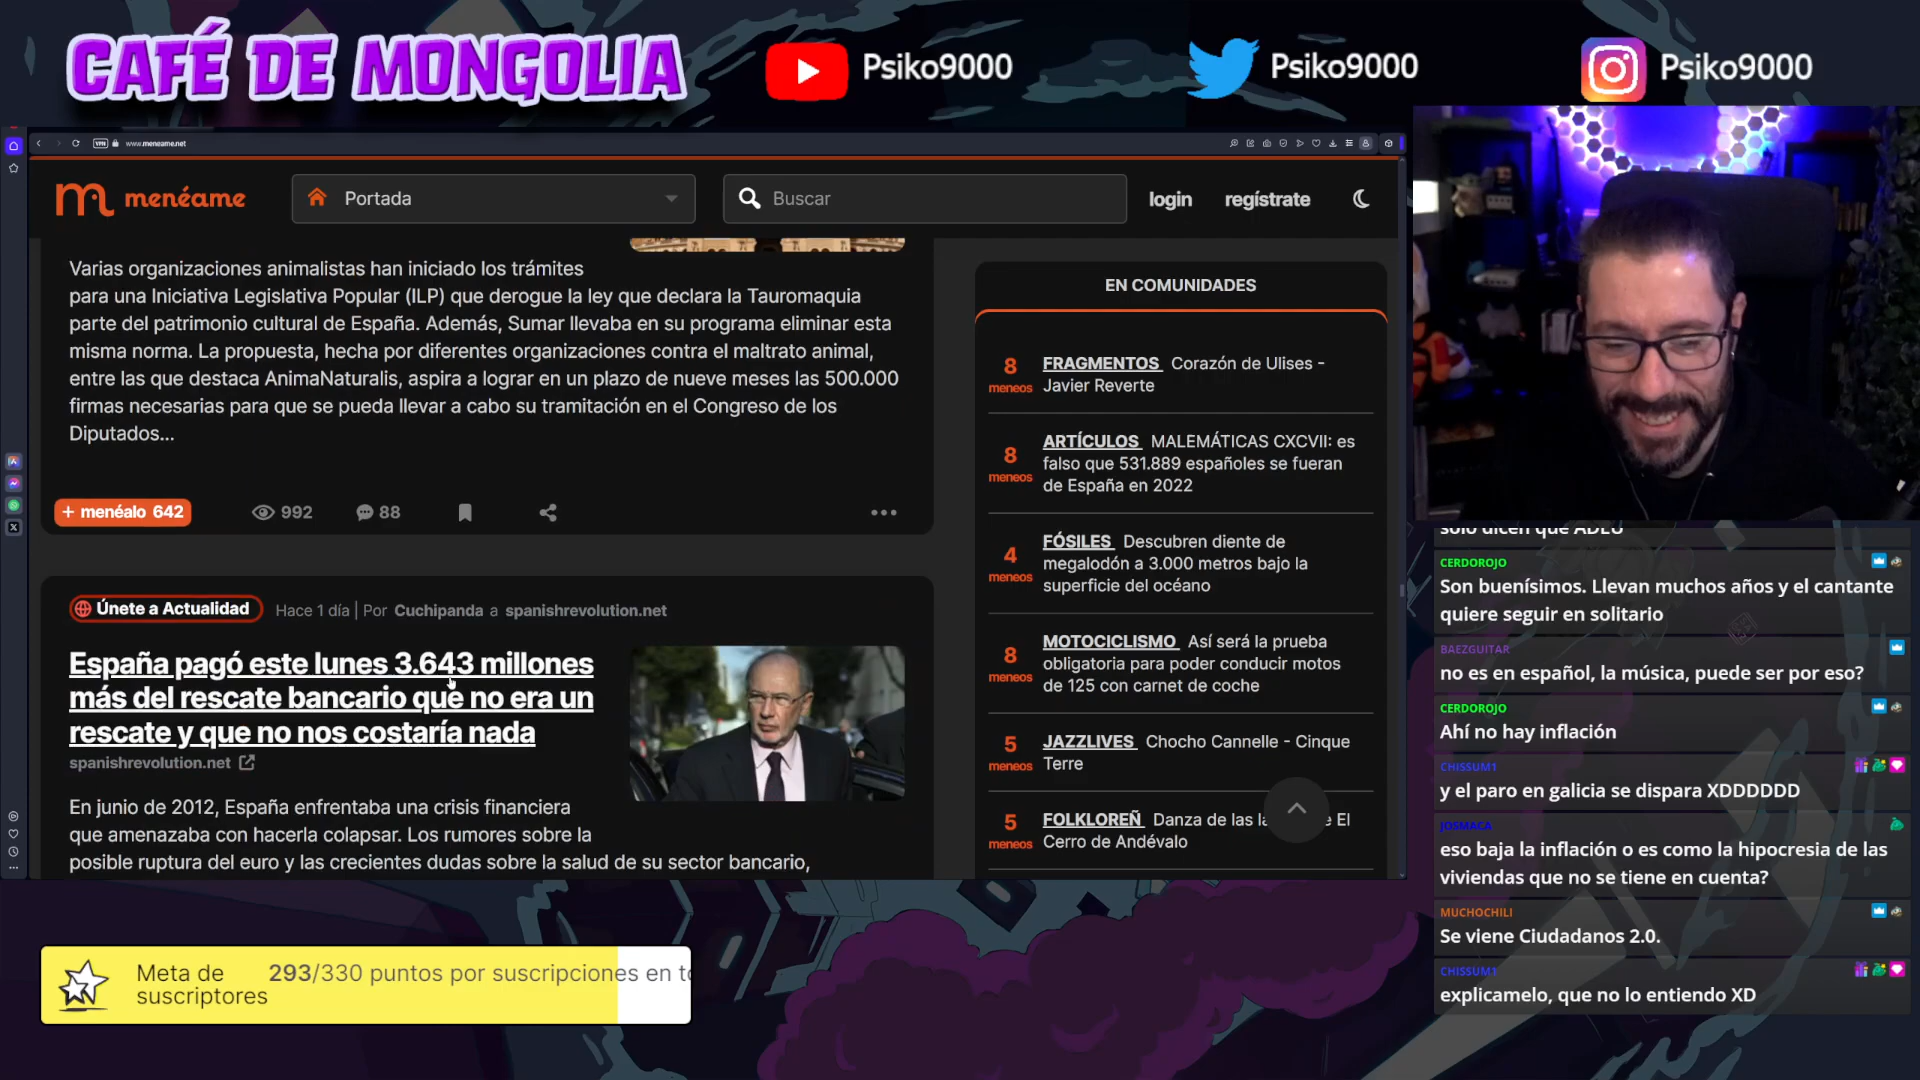 CAFÉ DE MONGOLIA
Psiko9000
Psiko9000
Psiko9000
VPN
www.meneame.net
menéame
Portada
Buscar
login
regístrate
Varias organizaciones animalistas han iniciado los trámites
para una Iniciativa Legislativa Popular (ILP) que derogue la ley que declara la Tauromaquia
parte del patrimonio cultural de España. Además, Sumar llevaba en su programa eliminar esta
misma norma. La propuesta, hecha por diferentes organizaciones contra el maltrato animal,
entre las que destaca AnimaNaturalis, aspira a lograr en un plazo de nueve meses las 500.000
firmas necesarias para que se pueda llevar a cabo su tramitación en el Congreso de los
Diputados...
+ menéalo 642
992
88
Únete a Actualidad
Hace 1 día | Por Cuchipanda a spanishrevolution.net
España pagó este lunes 3.643 millones
más del rescate bancario que no era un
rescate y que no nos costaría nada
spanishrevolution.net
En junio de 2012, España enfrentaba una crisis financiera
que amenazaba con hacerla colapsar. Los rumores sobre la
posible ruptura del euro y las crecientes dudas sobre la salud de su sector bancario,
EN COMUNIDADES
8 meneos
FRAGMENTOS Corazón de Ulises -
Javier Reverte
8 meneos
ARTÍCULOS MALEMÁTICAS CXCVII: es
falso que 531.889 españoles se fueran
de España en 2022
4 meneos
FÓSILES Descubren diente de
megalodón a 3.000 metros bajo la
superficie del océano
8 meneos
MOTOCICLISMO Así será la prueba
obligatoria para poder conducir motos
de 125 con carnet de coche
5 meneos
JAZZLIVES Chocho Cannelle - Cinque
Terre
5 meneos
FOLKLOREÑ Danza de las El
Cerro de Andévalo
solo dicen que ADEU
CERDOROJO
Son buenísimos. Llevan muchos años y el cantante
quiere seguir en solitario
BAEZGUITAR
no es en español, la música, puede ser por eso?
CERDOROJO
Ahí no hay inflación
CHISSUM1
y el paro en galicia se dispara XDDDDDD
JOSMACA
eso baja la inflación o es como la hipocresia de las
viviendas que no se tiene en cuenta?
MUCHOCHILI
Se viene Ciudadanos 2.0.
CHISSUM1
explicamelo, que no lo entiendo XD
Meta de
suscriptores
293/330 puntos por suscripciones en